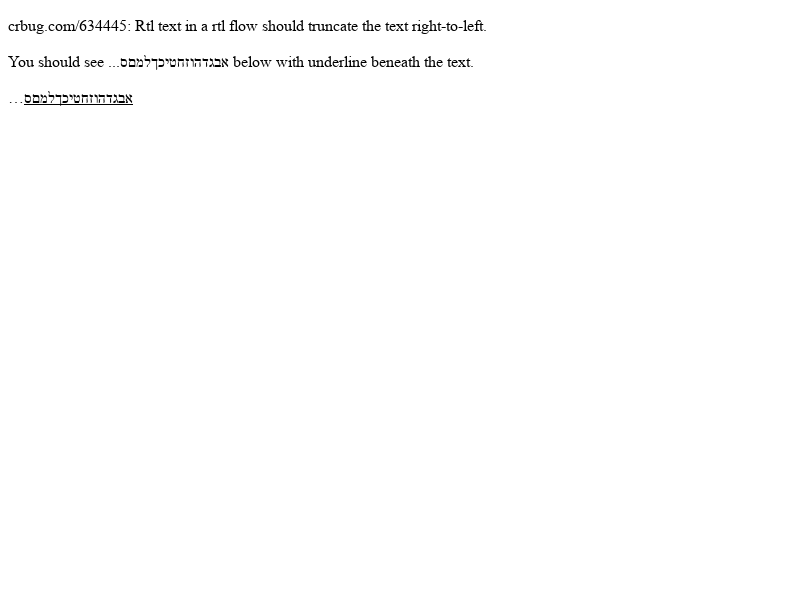 crbug.com/634445: Rtl text in a rtl flow should truncate the text right-to-left.
You should see ...אבגדהוזחטיכךלמםס below with underline beneath the text.
אבגדהוזחטיכךלמםס…